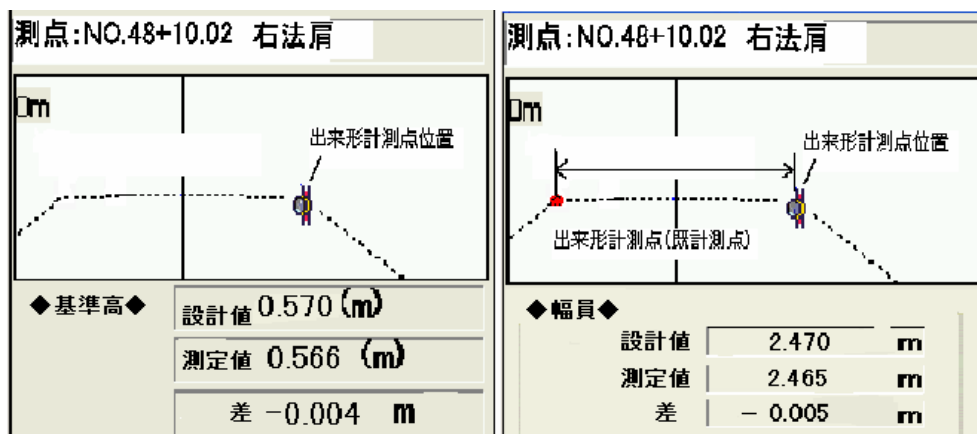 測点:NO.48+10.02 右法肩
0m
出来形計測点位置
◆基準高◆
設計値 0.570 (m)
測定値 0.566 (m)
差 -0.004 m
測点:NO.48+10.02 右法肩
0m
出来形計測点位置
出来形計測点(既計測点)
◆幅員◆
設計値 2.470 m
測定値 2.465 m
差 - 0.005 m